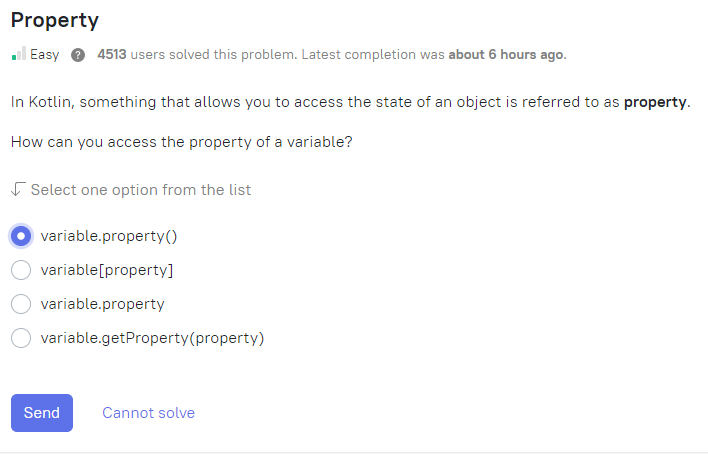 Property
Easy ? 4513 users solved this problem. Latest completion was about 6 hours ago.
In Kotlin, something that allows you to access the state of an object is referred to as property.
How can you access the property of a variable?
Select one option from the list
variable.property()
variable[property]
variable.property
variable.getProperty(property)
Send Cannot solve